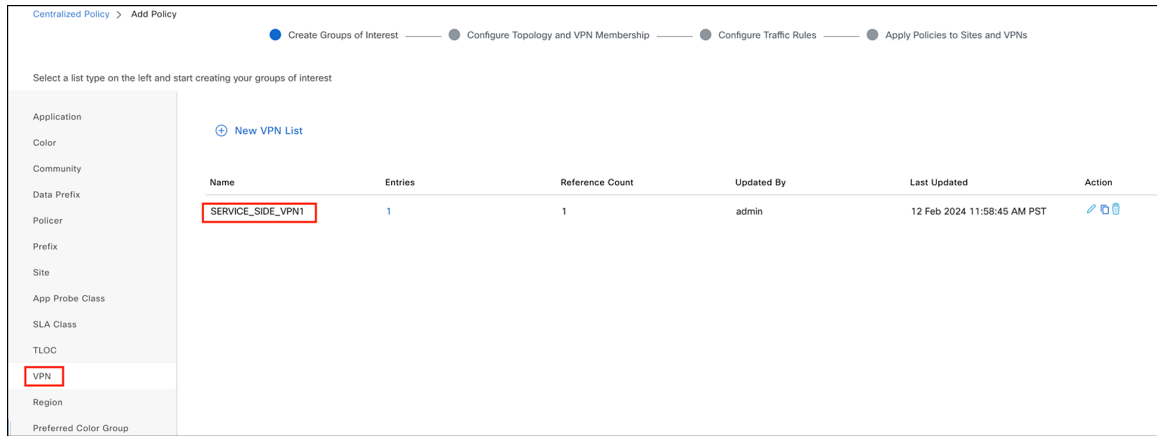 Centralized Policy > Add Policy
Create Groups of Interest Configure Topology and VPN Membership Configure Traffic Rules Apply Policies to Sites and VPNs
Select a list type on the left and start creating your groups of interest
Application
Color
Community
Data Prefix
Policer
Prefix
Site
App Probe Class
SLA Class
TLOC
VPN
Region
Preferred Color Group
New VPN List
Name Entries Reference Count Updated By Last Updated Action
SERVICE_SIDE_VPN1 1 1 admin 12 Feb 2024 11:58:45 AM PST